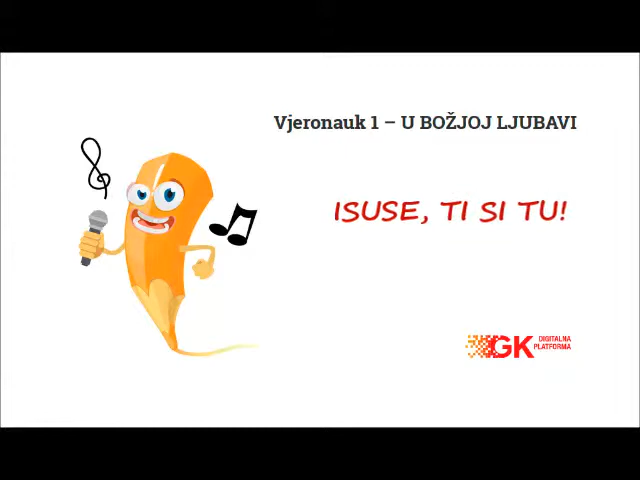 Vjeronauk 1 – U BOŽJOJ LJUBAVI
ISUSE, TI SI TU!
GK DIGITALNA
PLATFORMA